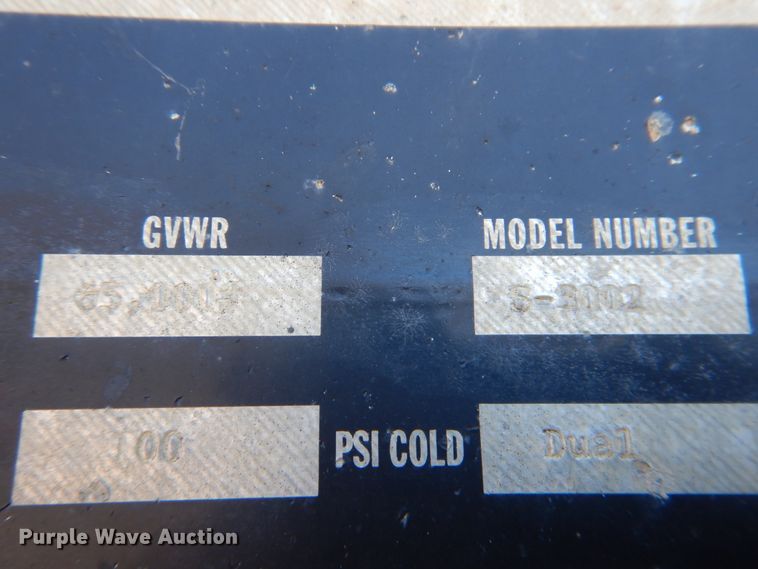 GVWR MODEL NUMBER
S-3002
100 PSI COLD Dual
Purple Wave Auction